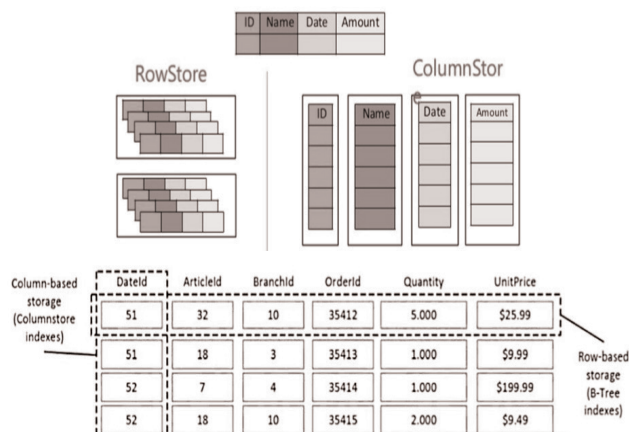 ID Name Date Amount
RowStore
ColumnStor
e
ID Name Date Amount
DateId ArticleId BranchId OrderId Quantity UnitPrice
51 32 10 35412 5.000 $25.99
51 18 3 35413 1.000 $9.99
52 7 4 35414 1.000 $199.99
52 18 10 35415 2.000 $9.49
Column-based
storage
(Columnstore
indexes)
Row-based
storage
(B-Tree
indexes)